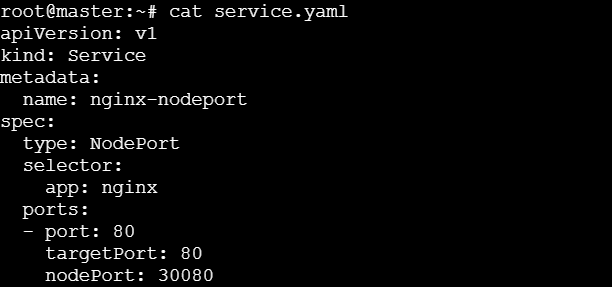 root@master:~# cat service.yaml
apiVersion: v1
kind: Service
metadata:
  name: nginx-nodeport
spec:
  type: NodePort
  selector:
    app: nginx
  ports:
  - port: 80
    targetPort: 80
    nodePort: 30080